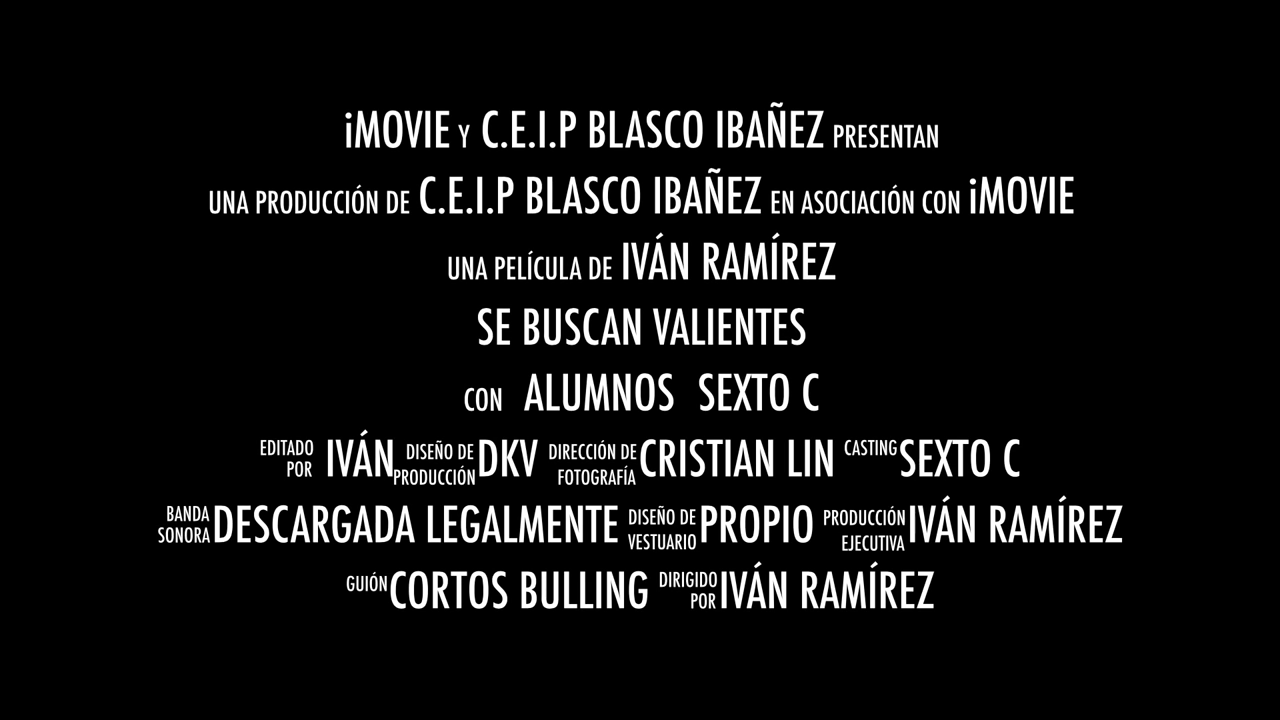 iMOVIE Y C.E.I.P BLASCO IBAÑEZ PRESENTAN
UNA PRODUCCIÓN DE C.E.I.P BLASCO IBAÑEZ EN ASOCIACIÓN CON iMOVIE
UNA PELÍCULA DE IVÁN RAMÍREZ
SE BUSCAN VALIENTES
CON ALUMNOS SEXTO C
EDITADO POR IVÁN DISEÑO DE PRODUCCIÓN DKV DIRECCIÓN DE FOTOGRAFÍA CRISTIAN LIN CASTING SEXTO C
BANDA SONORA DESCARGADA LEGALMENTE DISEÑO DE VESTUARIO PROPIO PRODUCCIÓN EJECUTIVA IVÁN RAMÍREZ
GUIÓN CORTOS BULLING DIRIGIDO POR IVÁN RAMÍREZ